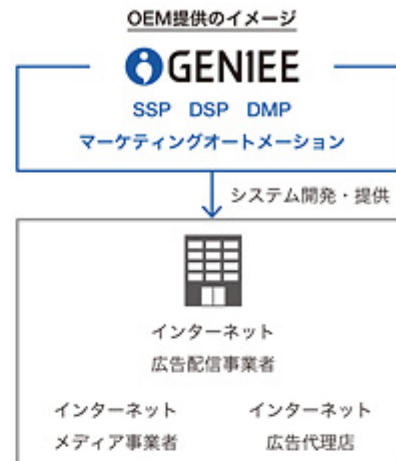 OEM提供のイメージ
GENIEE
SSP DSP DMP
マーケティングオートメーション
システム開発・提供
インターネット
広告配信事業者
インターネット
メディア事業者
インターネット
広告代理店